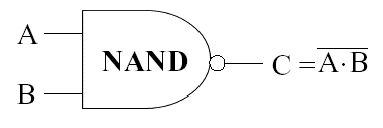 A
NAND
C = A̅·̅B̅
B